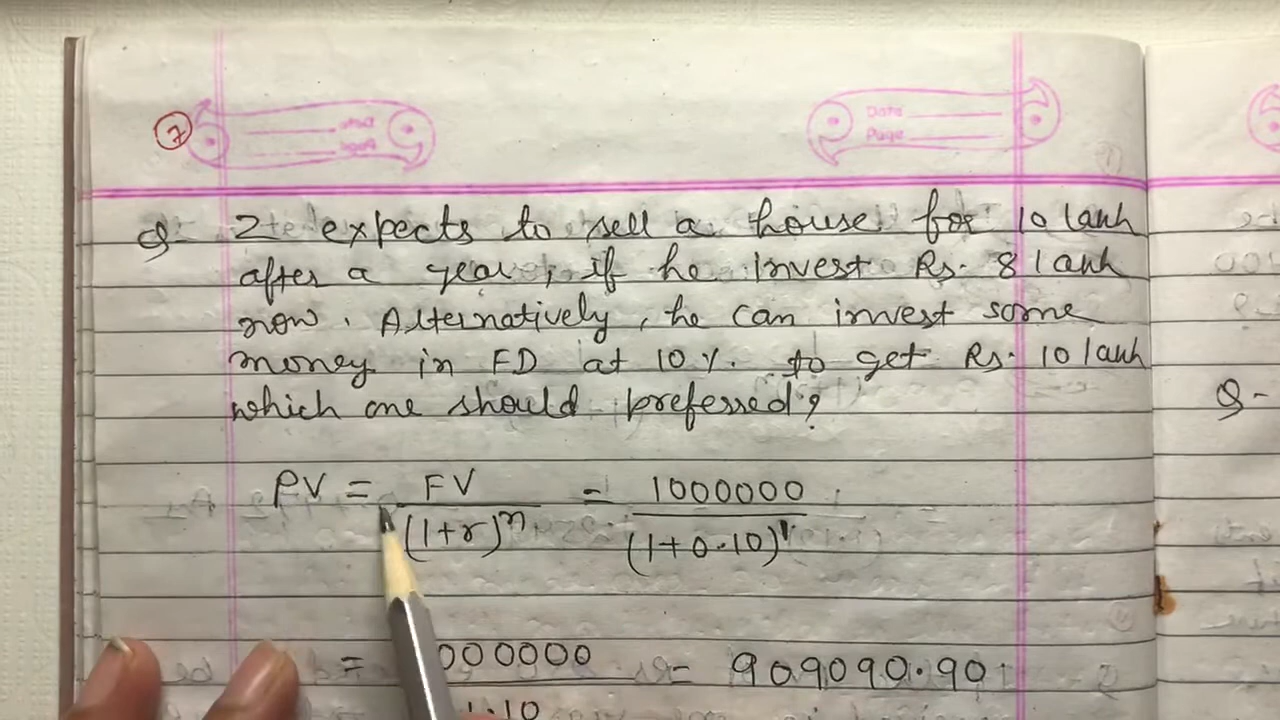 7
Date
Page
Q- Z expects to sell a house for 10 lakh
after a year, if he invest Rs. 8 lakh
now. Alternatively, he can invest some
money in FD at 10%. to get Rs. 10 lakh
which one should preferred?
Q-
PV = FV/(1+r)^n = 1000000/(1+0.10)^1
= 000000/1.10 = 909090.90